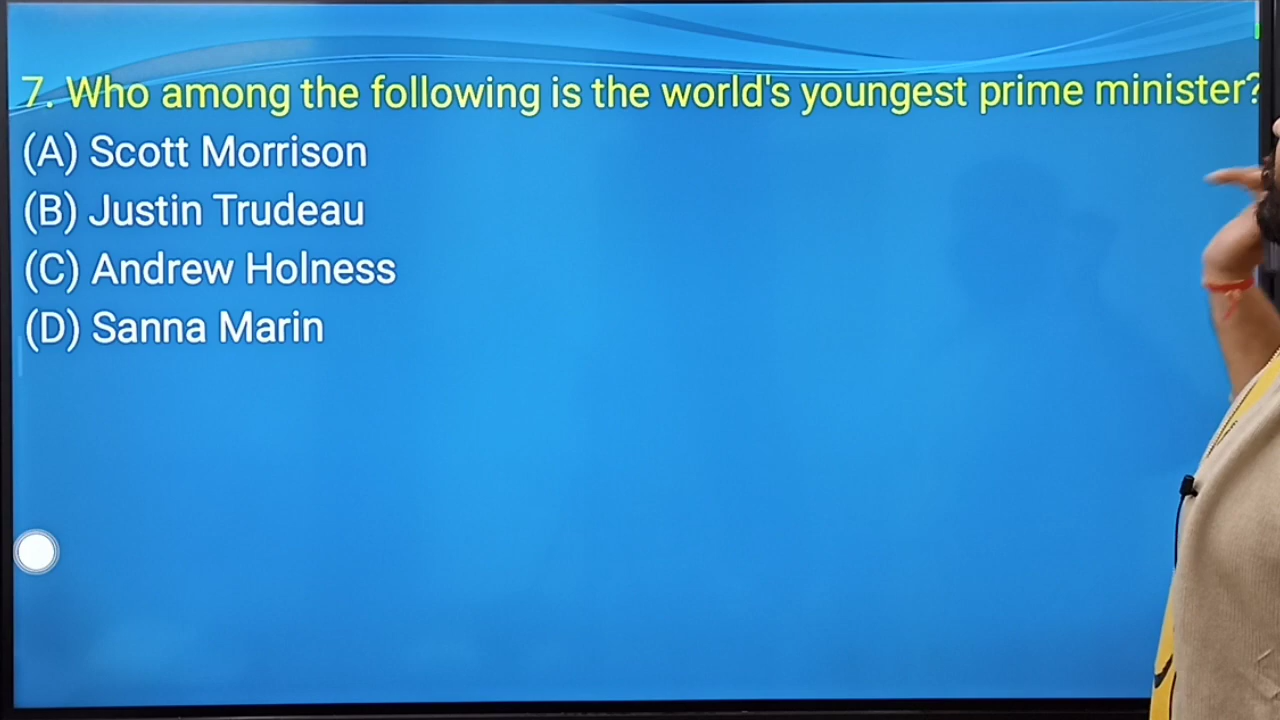 7. Who among the following is the world's youngest prime minister?
(A) Scott Morrison
(B) Justin Trudeau
(C) Andrew Holness
(D) Sanna Marin